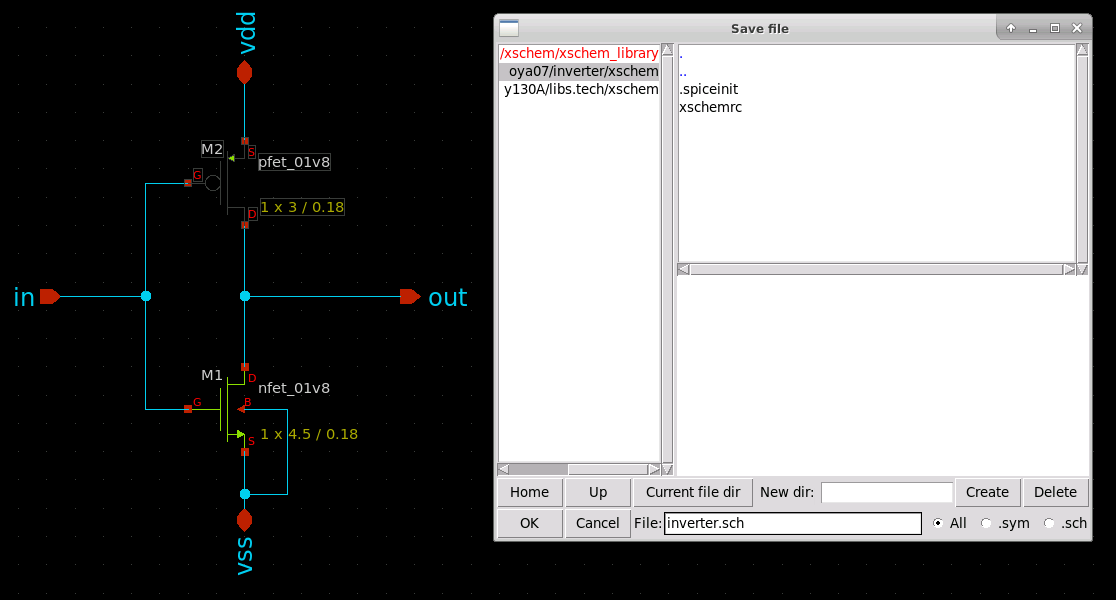 vdd
M2
S
pfet_01v8
G
1 x 3 / 0.18
D
in
out
M1
D
nfet_01v8
G
B
1 x 4.5 / 0.18
S
vss
Save file
/xschem/xschem_library
oya07/inverter/xschem
y130A/libs.tech/xschem
.
..
.spiceinit
xschemrc
Home Up Current file dir New dir: Create Delete
OK Cancel File: inverter.sch All .sym .sch